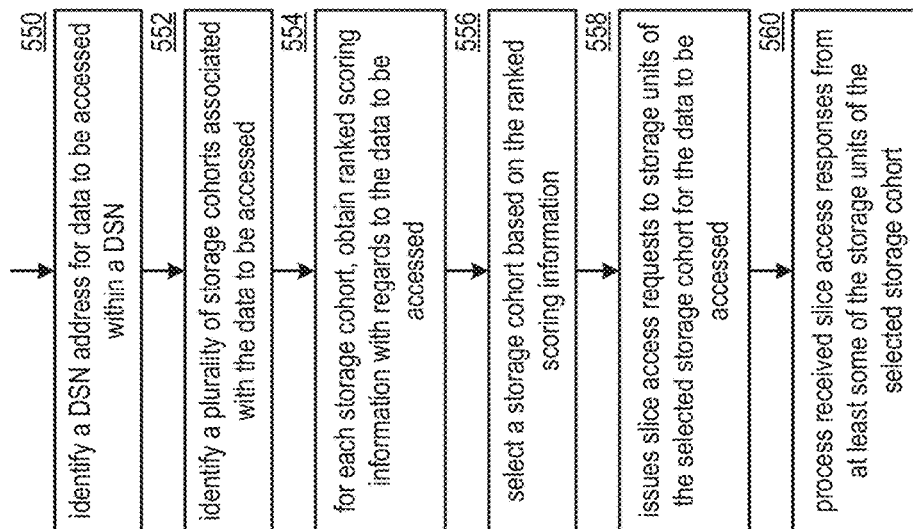 550
identify a DSN address for data to be accessed
within a DSN
552
identify a plurality of storage cohorts associated
with the data to be accessed
554
for each storage cohort, obtain ranked scoring
information with regards to the data to be
accessed
556
select a storage cohort based on the ranked
scoring information
558
issues slice access requests to storage units of
the selected storage cohort for the data to be
accessed
560
process received slice access responses from
at least some of the storage units of the
selected storage cohort